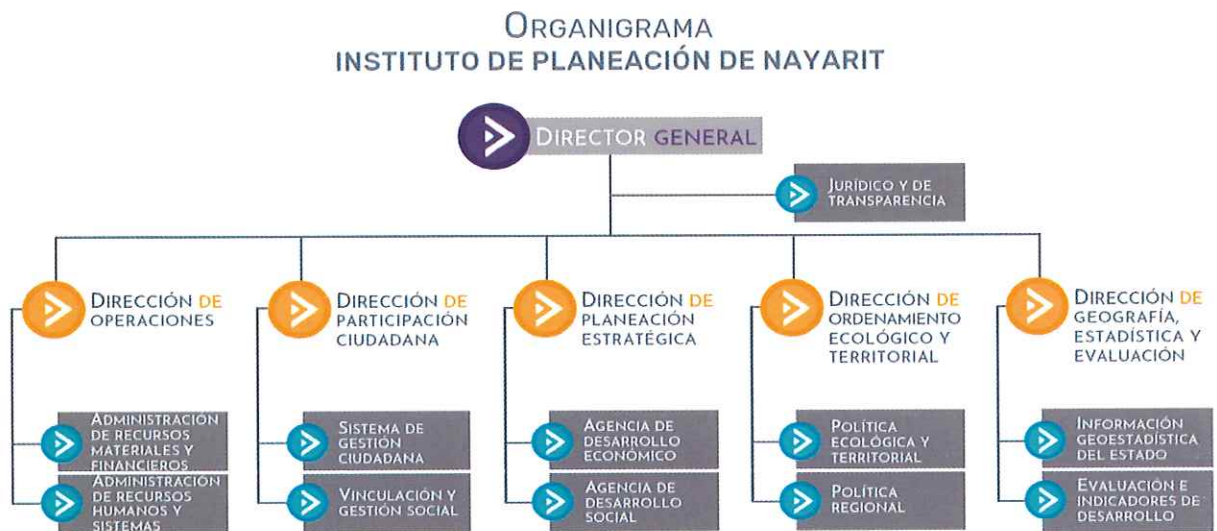 ORGANIGRAMA
INSTITUTO DE PLANEACIÓN DE NAYARIT
DIRECTOR GENERAL
JURÍDICO Y DE
TRANSPARENCIA
DIRECCIÓN DE
OPERACIONES
ADMINISTRACIÓN
DE RECURSOS
MATERIALES Y
FINANCIEROS
ADMINISTRACIÓN
DE RECURSOS
HUMANOS Y
SISTEMAS
DIRECCIÓN DE
PARTICIPACIÓN
CIUDADANA
SISTEMA DE
GESTIÓN
CIUDADANA
VINCULACIÓN Y
GESTIÓN SOCIAL
DIRECCIÓN DE
PLANEACIÓN
ESTRATÉGICA
AGENCIA DE
DESARROLLO
ECONÓMICO
AGENCIA DE
DESARROLLO
SOCIAL
DIRECCIÓN DE
ORDENAMIENTO
ECOLÓGICO Y
TERRITORIAL
POLÍTICA
ECOLÓGICA Y
TERRITORIAL
POLÍTICA
REGIONAL
DIRECCIÓN DE
GEOGRAFÍA,
ESTADÍSTICA Y
EVALUACIÓN
INFORMACIÓN
GEOESTADÍSTICA
DEL ESTADO
EVALUACIÓN E
INDICADORES DE
DESARROLLO